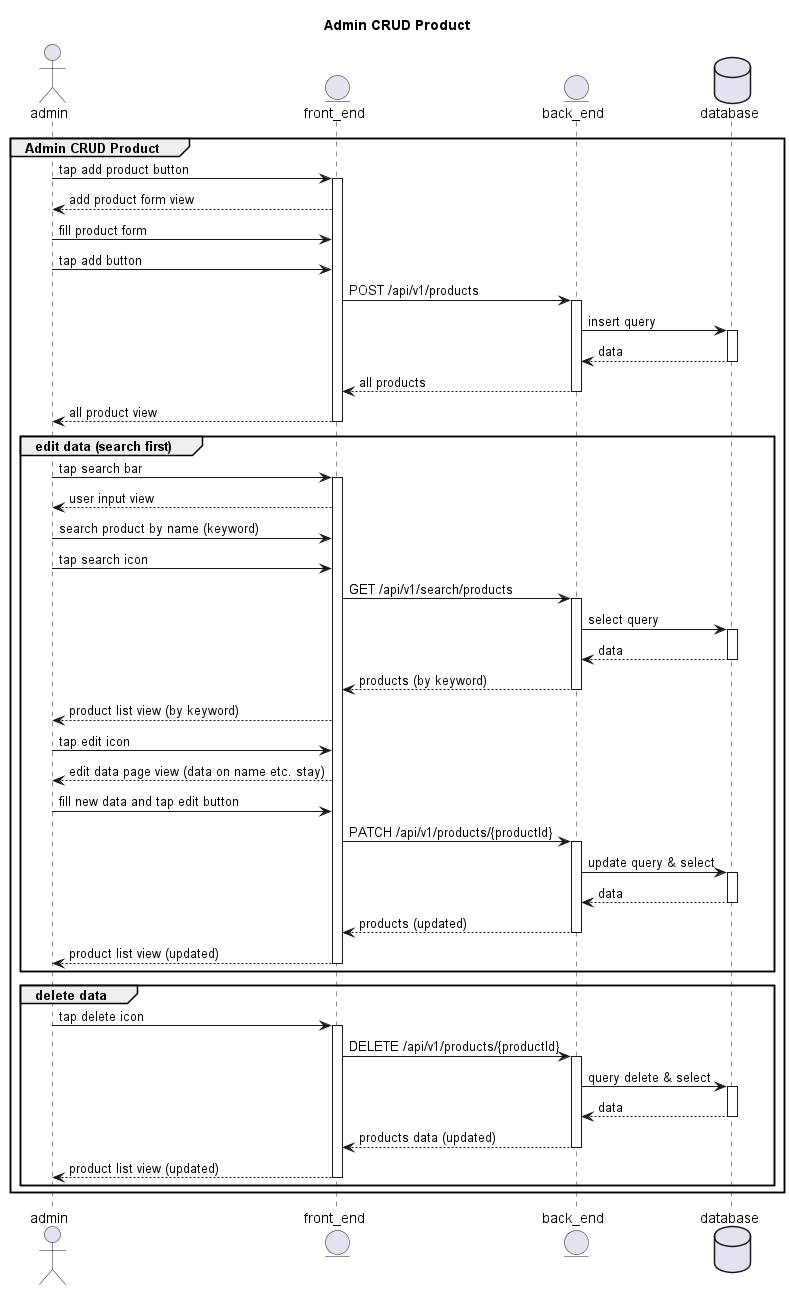 Admin CRUD Product
admin
front_end
back_end
database
Admin CRUD Product
tap add product button
add product form view
fill product form
tap add button
POST /api/v1/products
insert query
data
all products
all product view
edit data (search first)
tap search bar
user input view
search product by name (keyword)
tap search icon
GET /api/v1/search/products
select query
data
products (by keyword)
product list view (by keyword)
tap edit icon
edit data page view (data on name etc. stay)
fill new data and tap edit button
PATCH /api/v1/products/{productId}
update query & select
data
products (updated)
product list view (updated)
delete data
tap delete icon
DELETE /api/v1/products/{productId}
query delete & select
data
products data (updated)
product list view (updated)
admin
front_end
back_end
database